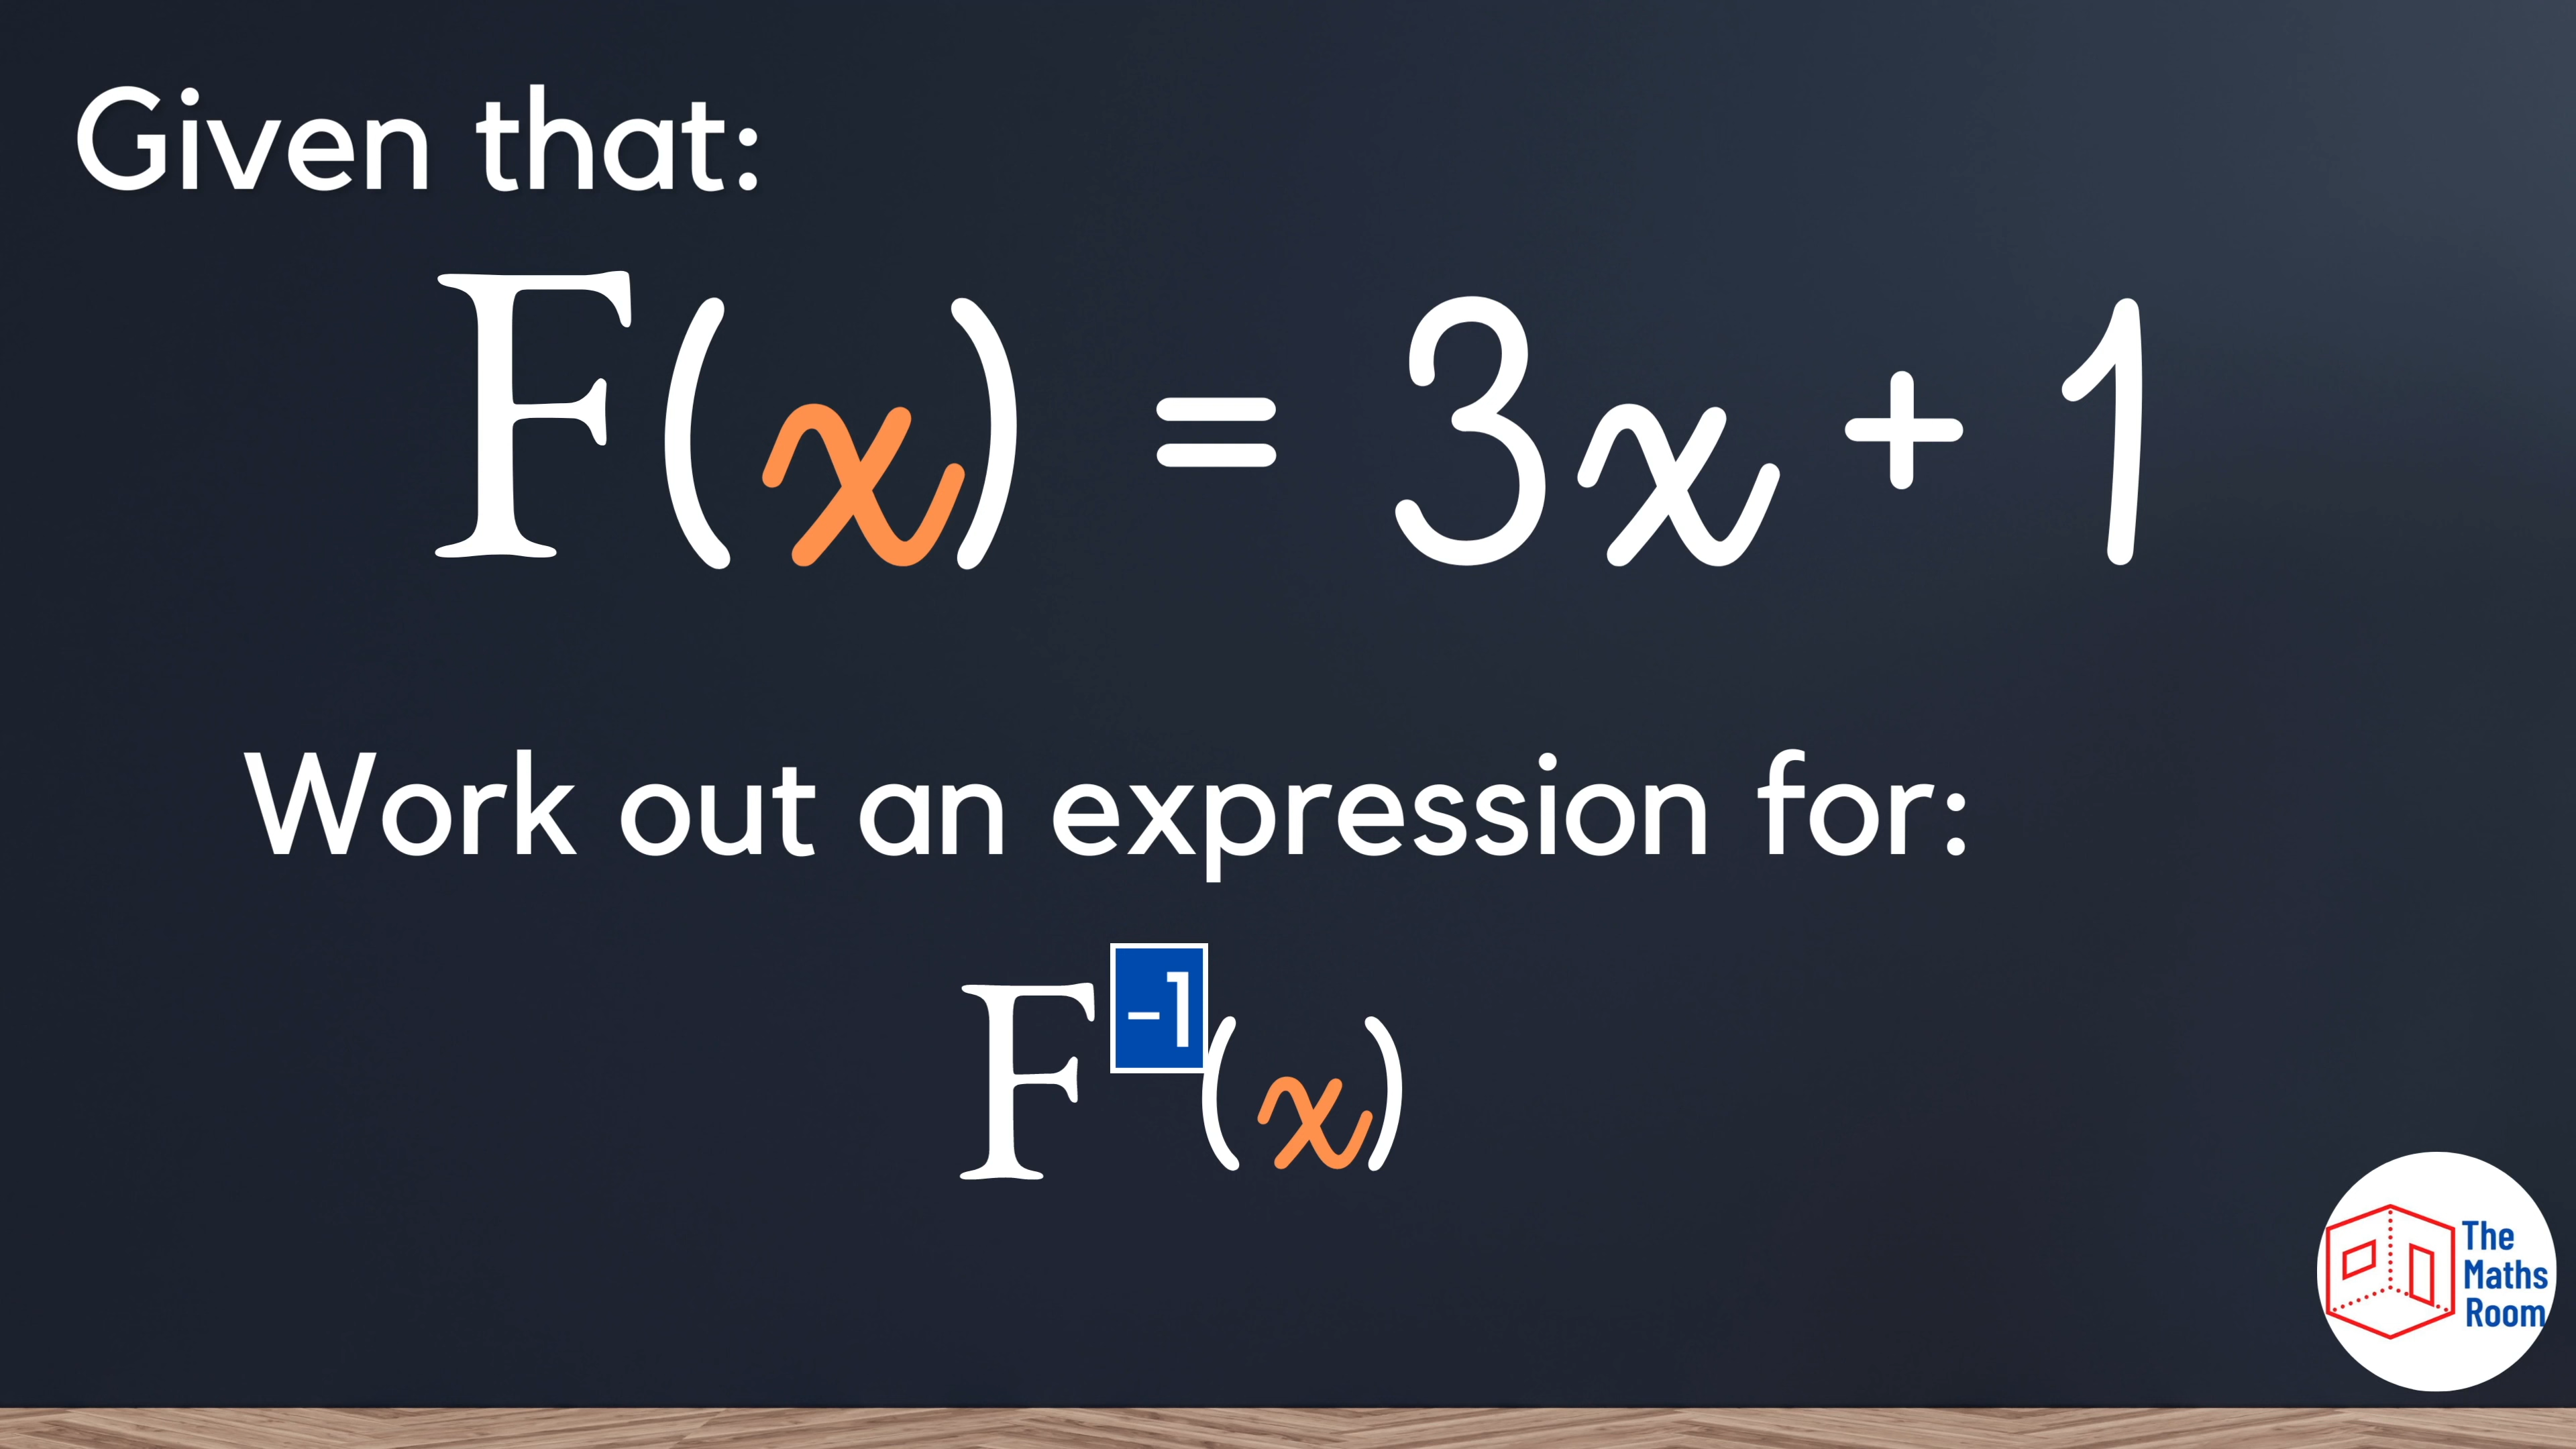 Given that:
F(x) = 3x + 1
Work out an expression for:
F-1(x)
The
Maths
Room